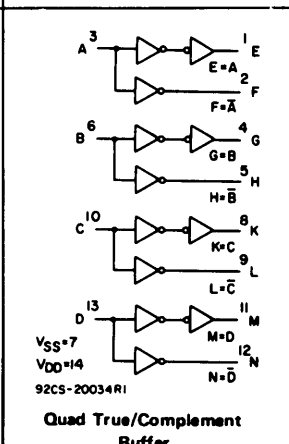 A 3 1 E
E=A
2 F
F=A̅
B 6 4 G
G=B
5 H
H=B̅
C 10 8 K
K=C
9 L
L=C̅
D 13 11 M
M=D
VSS=7
12 N
VDD=14
N=D̅
92CS-20034R1
Quad True/Complement
Buffer